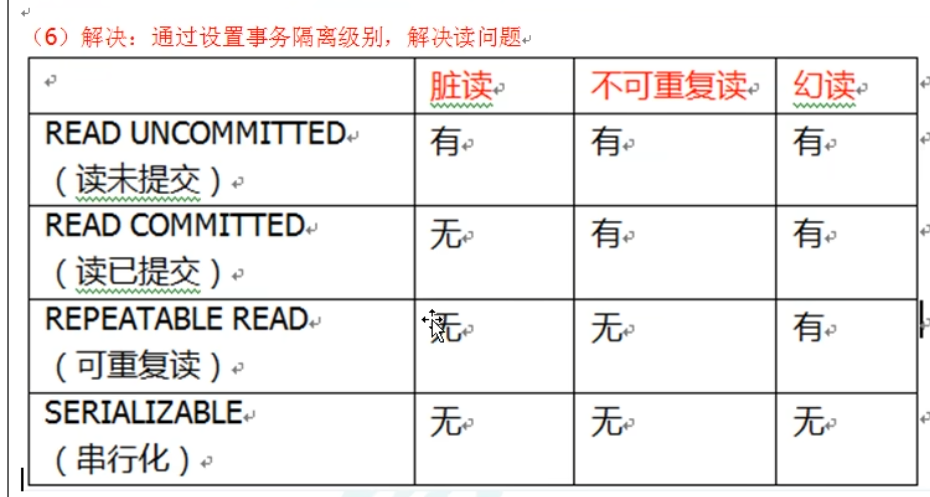 （6）解决：通过设置事务隔离级别，解决读问题
脏读 不可重复读 幻读
READ UNCOMMITTED 有 有 有
（读未提交）
READ COMMITTED 无 有 有
（读已提交）
REPEATABLE READ 无 无 有
（可重复读）
SERIALIZABLE 无 无 无
（串行化）